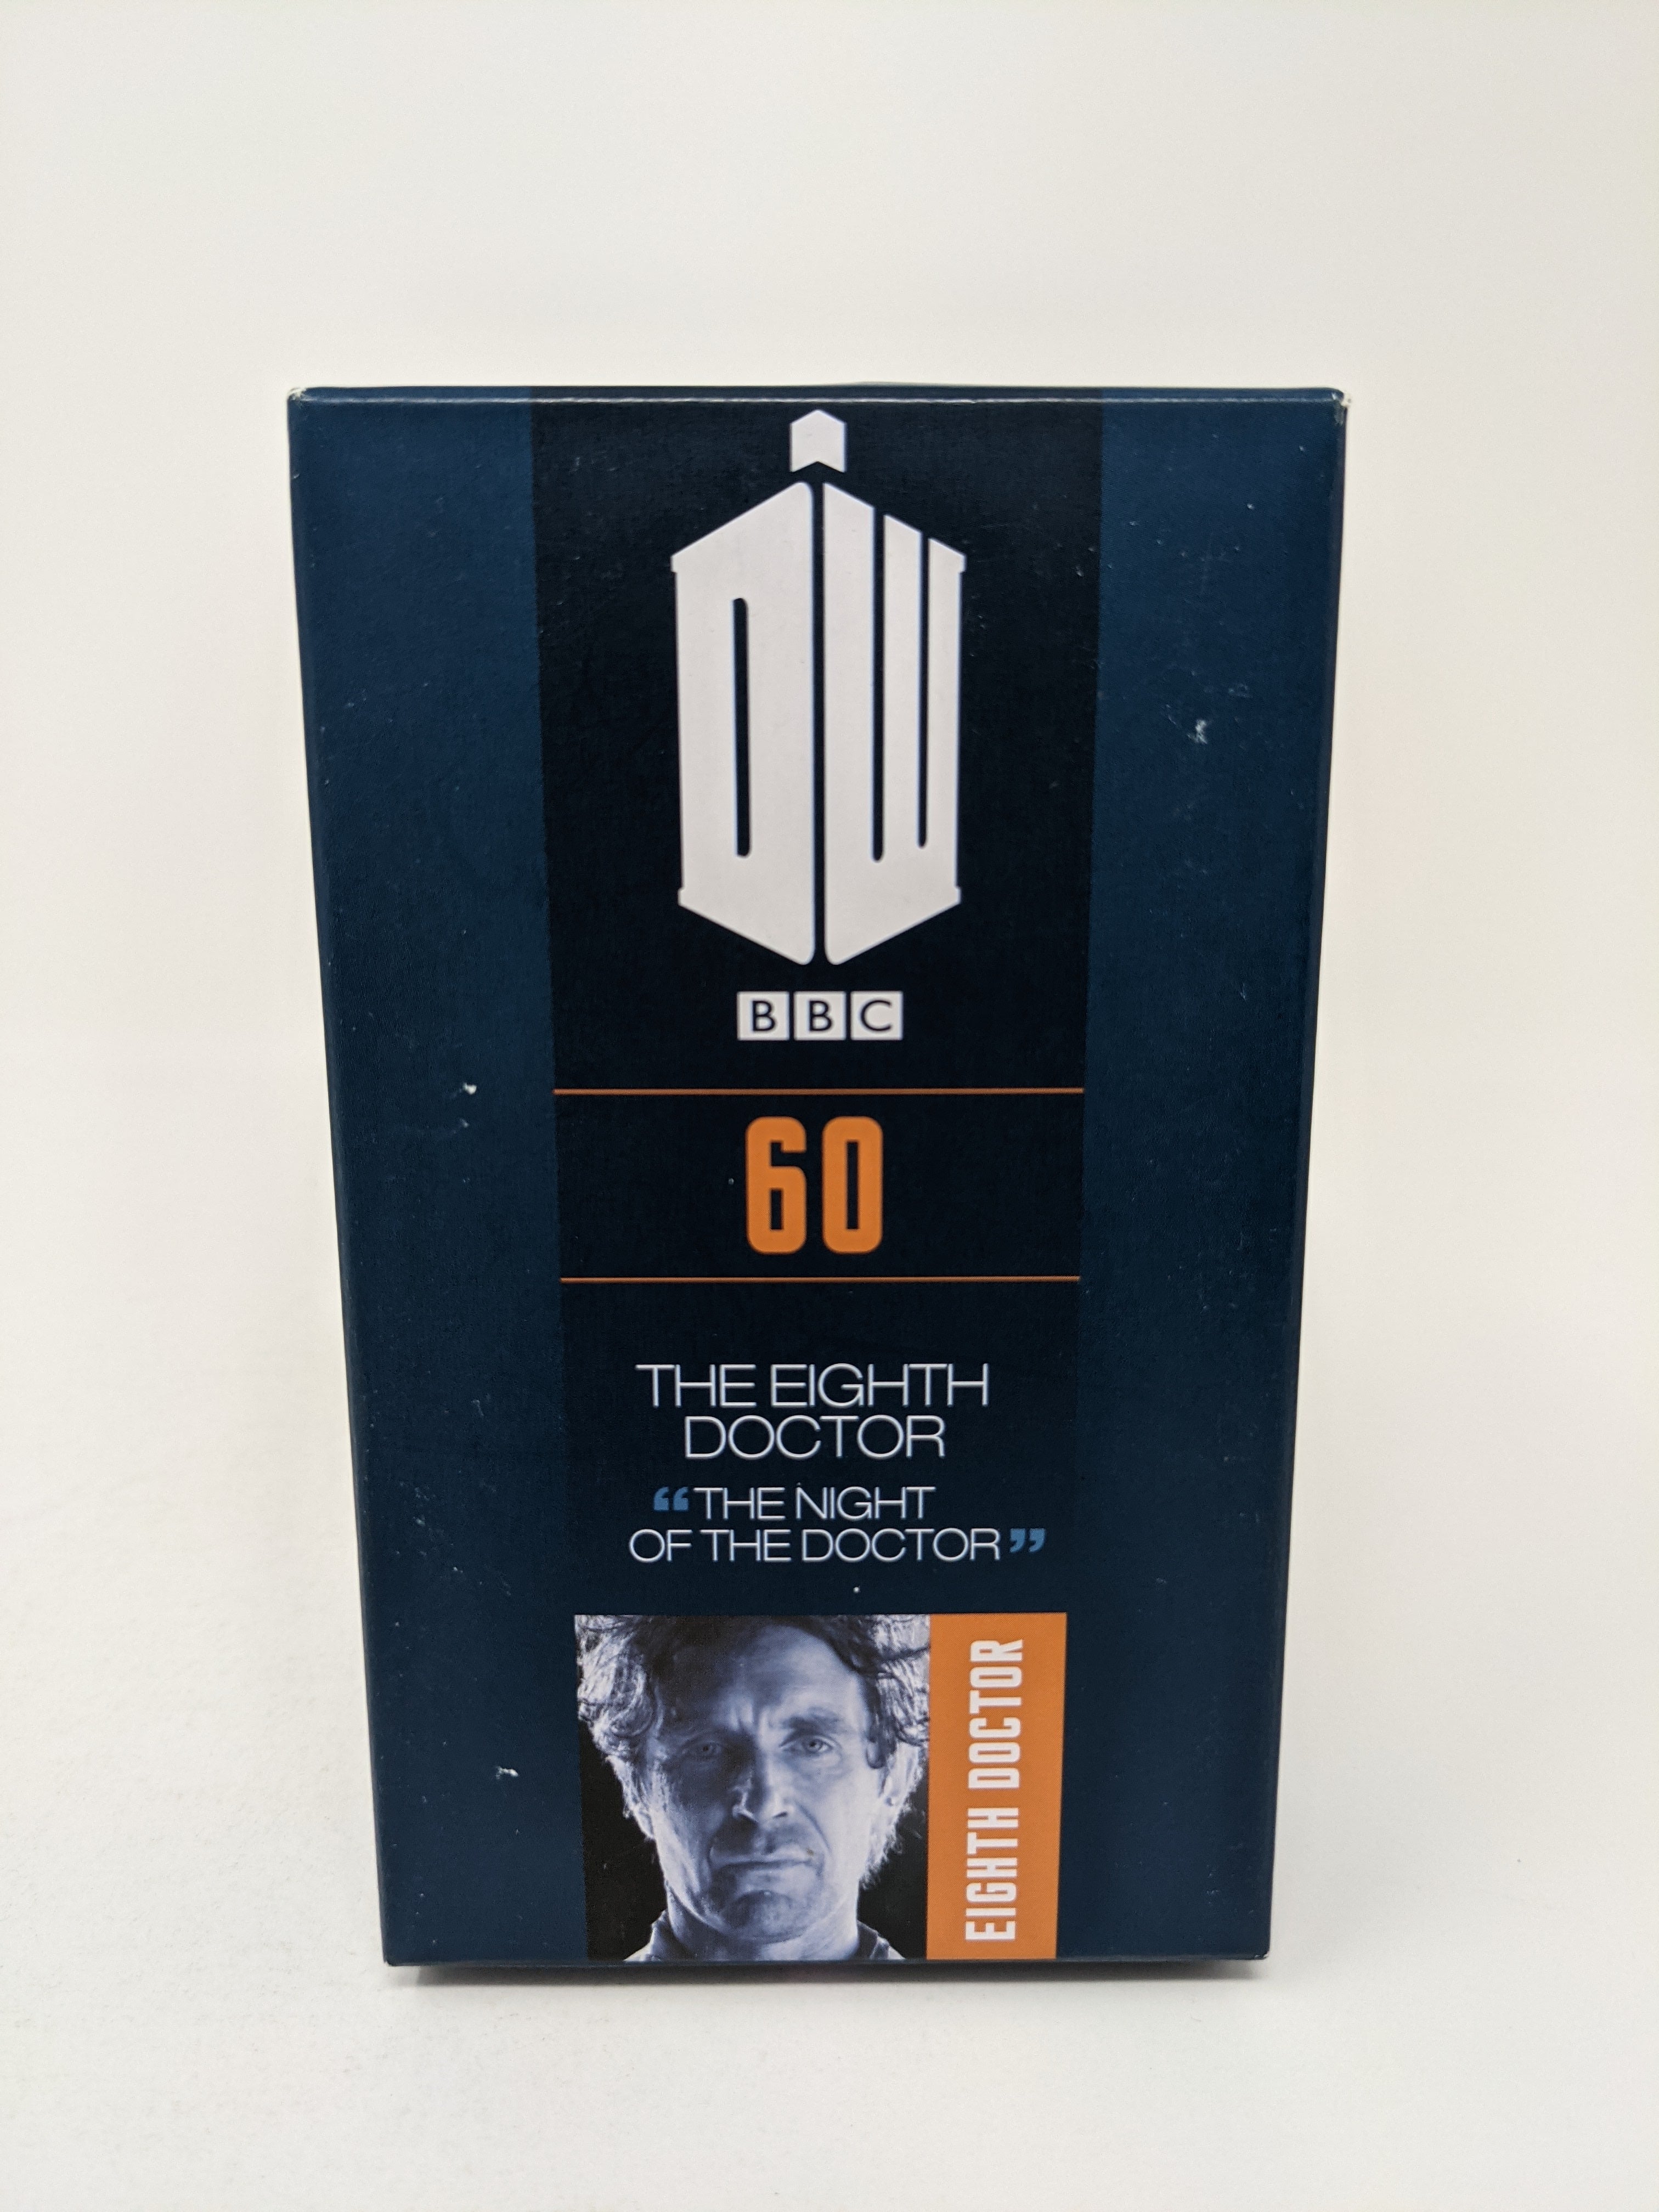 DW
BBC
60
THE EIGHTH
DOCTOR
“THE NIGHT
OF THE DOCTOR”
EIGHTH DOCTOR